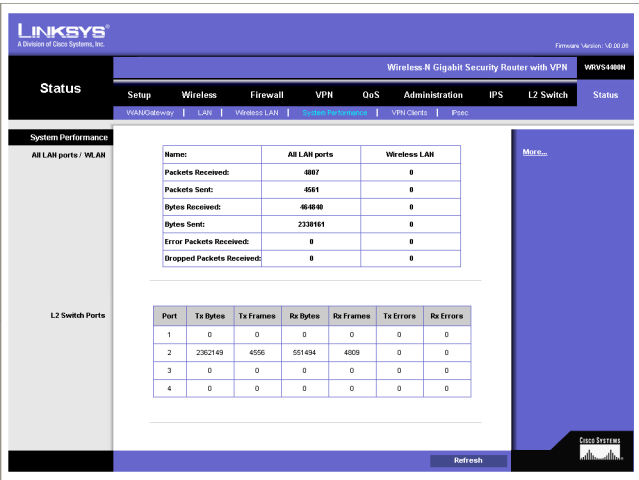 LINKSYS®
A Division of Cisco Systems, Inc.
Firmware Version: V0.00.08
Wireless-N Gigabit Security Router with VPN WRVS4400N
Status
Setup Wireless Firewall VPN QoS Administration IPS L2 Switch Status
WAN/Gateway | LAN | Wireless LAN | System Performance | VPN Clients | IPsec
System Performance
All LAN ports / WLAN
Name: All LAN ports Wireless LAN
Packets Received: 4807 0
Packets Sent: 4561 0
Bytes Received: 464840 0
Bytes Sent: 2338161 0
Error Packets Received: 0 0
Dropped Packets Received: 0 0
More...
L2 Switch Ports
Port Tx Bytes Tx Frames Rx Bytes Rx Frames Tx Errors Rx Errors
1 0 0 0 0 0 0
2 2362149 4556 551494 4809 0 0
3 0 0 0 0 0 0
4 0 0 0 0 0 0
Refresh
CISCO SYSTEMS